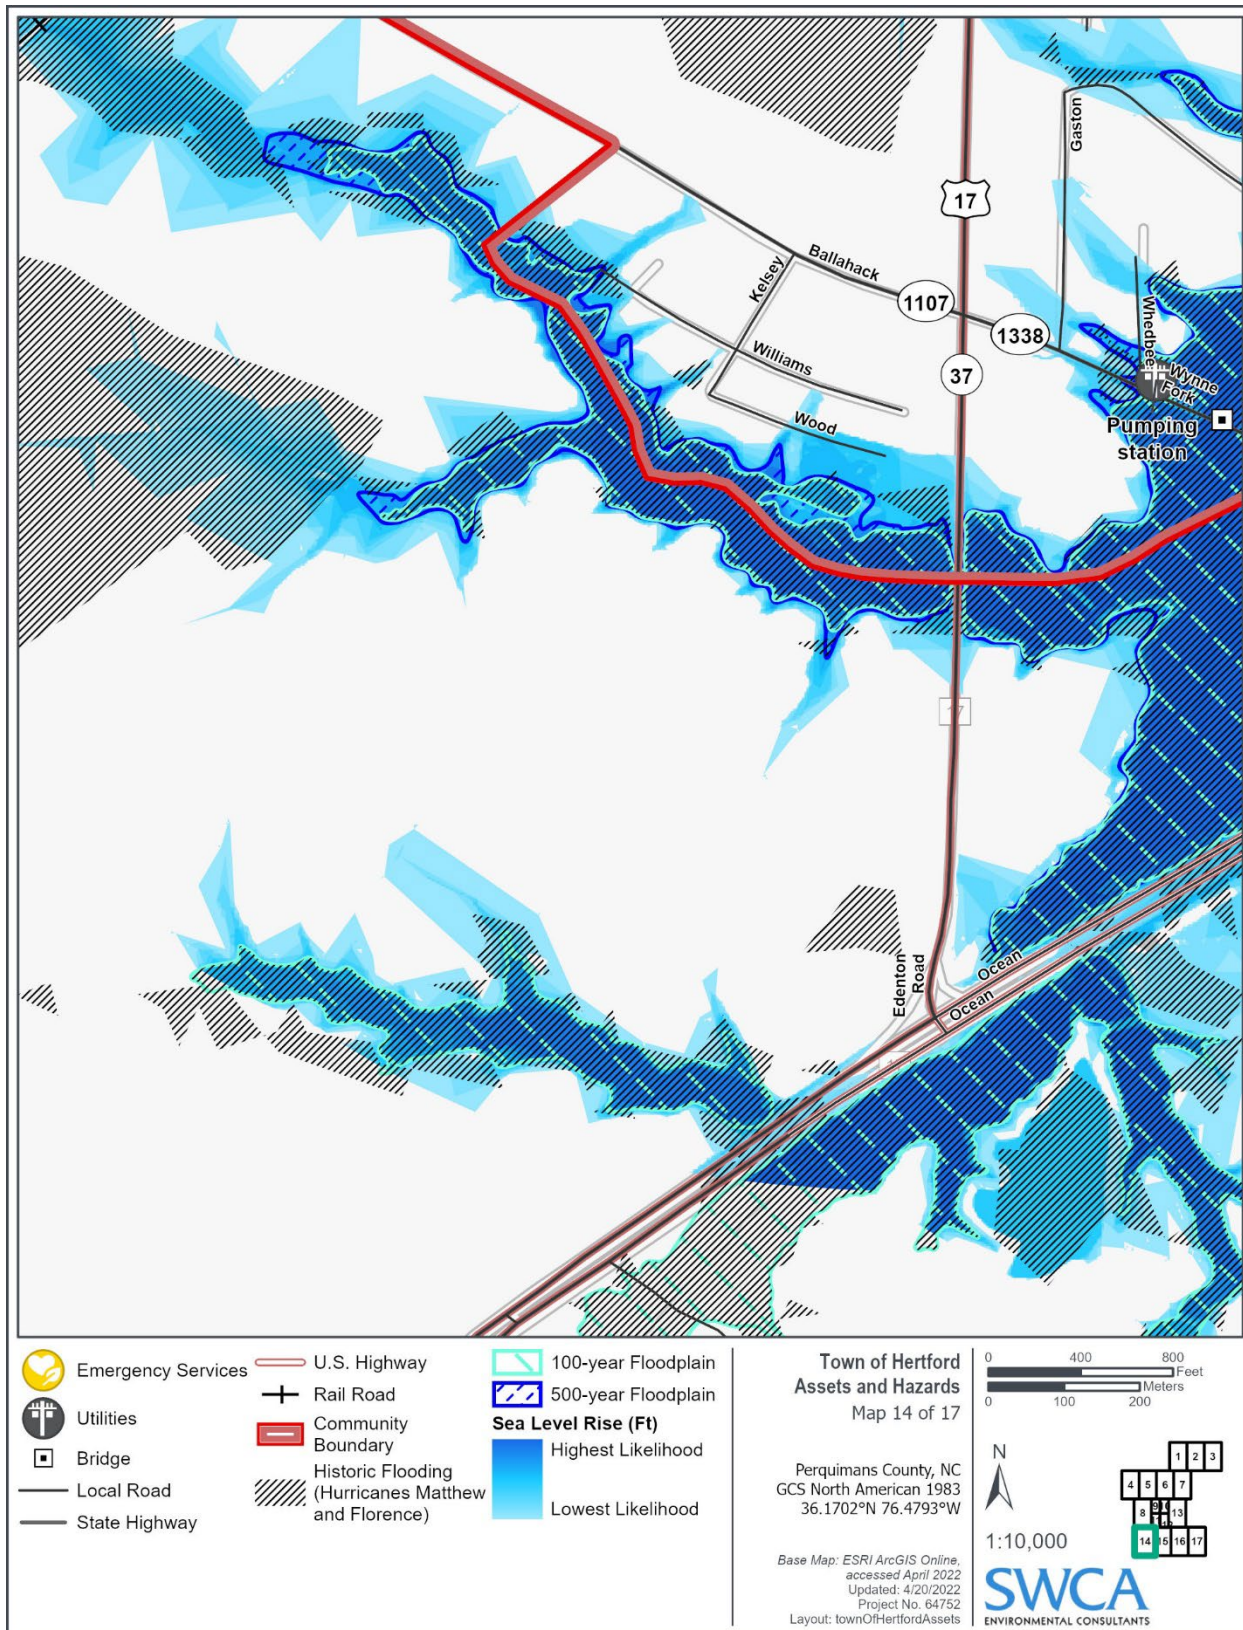 Gaston
17
Ballahack
Kelsey
1107
1338
Whedbee
Wynne
Fork
Williams
37
Wood
Pumping
station
17
Edenton
Road
Ocean
Ocean
Emergency Services
Utilities
Bridge
Local Road
State Highway
U.S. Highway
Rail Road
Community
Boundary
Historic Flooding
(Hurricanes Matthew
and Florence)
100-year Floodplain
500-year Floodplain
Sea Level Rise (Ft)
Highest Likelihood
Lowest Likelihood
Town of Hertford
Assets and Hazards
Map 14 of 17
Perquimans County, NC
GCS North American 1983
36.1702°N 76.4793°W
Base Map: ESRI ArcGIS Online,
accessed April 2022
Updated: 4/20/2022
Project No. 64752
Layout: townOfHertfordAssets
0 400 800
Feet
Meters
0 100 200
N
1:10,000
1 2 3
4 5 6 7
8 13
14 15 16 17
SWCA
ENVIRONMENTAL CONSULTANTS